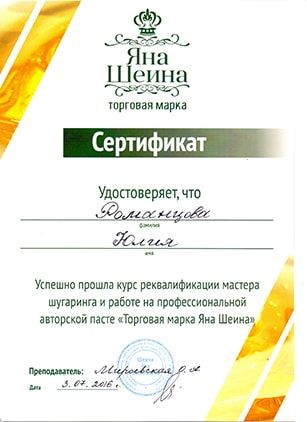 Яна
Шеина
торговая марка
Сертификат
Удостоверяет, что
Романцова
фамилия
Юлия
имя
Успешно прошла курс реквалификации мастера
шугаринга и работе на профессиональной
авторской пасте «Торговая марка Яна Шеина»
Преподаватель:
Дата 3.07.2016г.